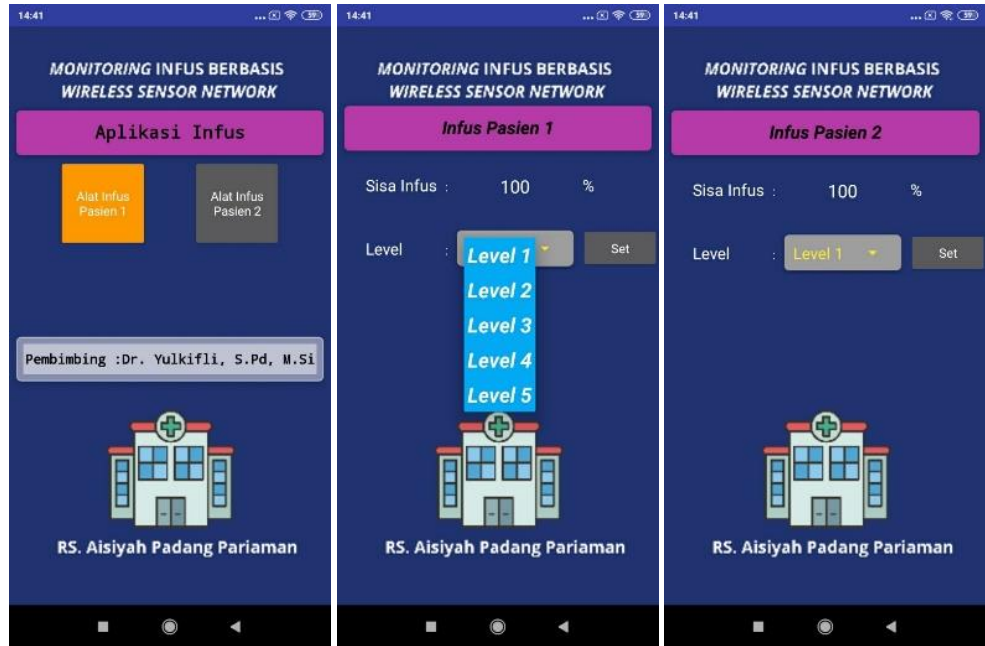 14:41
... 39
MONITORING INFUS BERBASIS
WIRELESS SENSOR NETWORK
Aplikasi Infus
Alat Infus
Pasien 1
Alat Infus
Pasien 2
Pembimbing :Dr. Yulkifli, S.Pd, M.Si
RS. Aisiyah Padang Pariaman
14:41
... 39
MONITORING INFUS BERBASIS
WIRELESS SENSOR NETWORK
Infus Pasien 1
Sisa Infus : 100 %
Level : Set
Level 1
Level 2
Level 3
Level 4
Level 5
RS. Aisiyah Padang Pariaman
14:41
... 39
MONITORING INFUS BERBASIS
WIRELESS SENSOR NETWORK
Infus Pasien 2
Sisa Infus : 100 %
Level : Level 1 Set
RS. Aisiyah Padang Pariaman